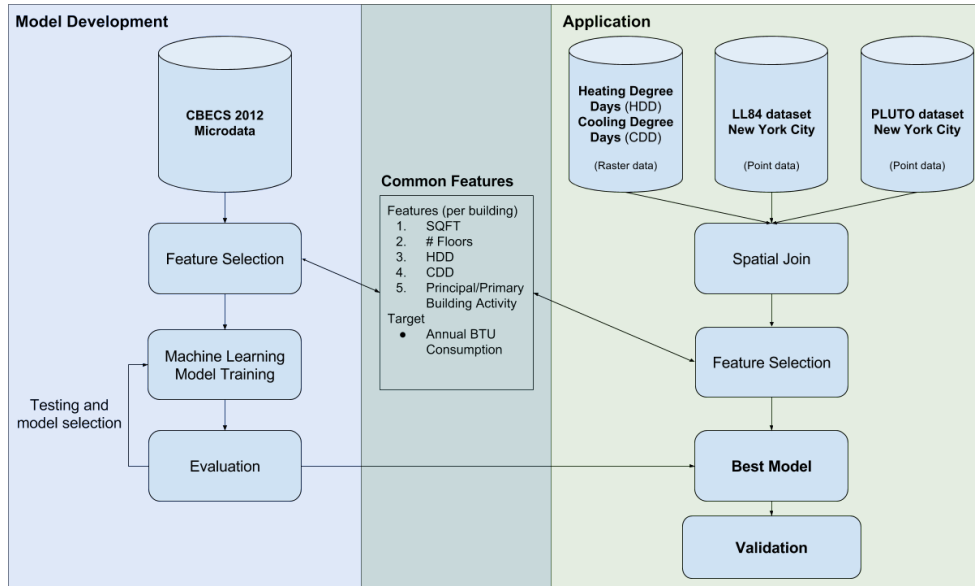 Model Development
CBECS 2012
Microdata
Feature Selection
Machine Learning
Model Training
Testing and
model selection
Evaluation
Common Features
Features (per building)
1. SQFT
2. # Floors
3. HDD
4. CDD
5. Principal/Primary
Building Activity
Target
● Annual BTU
Consumption
Application
Heating Degree
Days (HDD)
Cooling Degree
Days (CDD)
(Raster data)
LL84 dataset
New York City
(Point data)
PLUTO dataset
New York City
(Point data)
Spatial Join
Feature Selection
Best Model
Validation